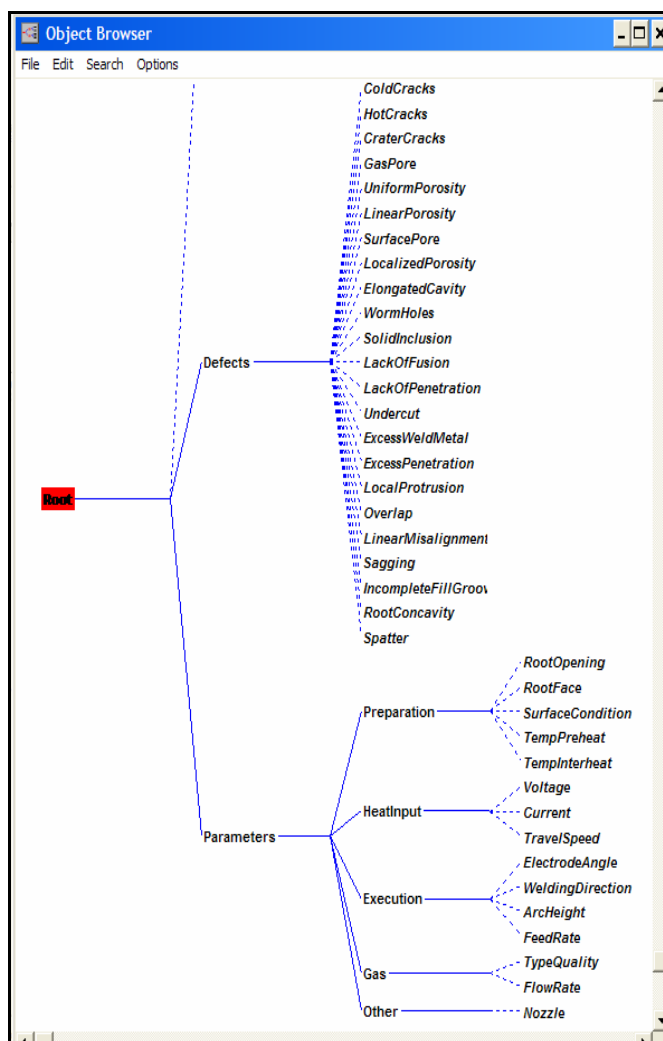 Object Browser
File Edit Search Options
ColdCracks
HotCracks
CraterCracks
GasPore
UniformPorosity
LinearPorosity
SurfacePore
LocalizedPorosity
ElongatedCavity
WormHoles
SolidInclusion
Defects
LackOfFusion
LackOfPenetration
Undercut
ExcessWeldMetal
ExcessPenetration
LocalProtrusion
Root
Overlap
LinearMisalignment
Sagging
IncompleteFillGroov
RootConcavity
Spatter
RootOpening
RootFace
Preparation
SurfaceCondition
TempPreheat
TempInterheat
Voltage
HeatInput
Current
TravelSpeed
Parameters
ElectrodeAngle
WeldingDirection
Execution
ArcHeight
FeedRate
TypeQuality
Gas
FlowRate
Other
Nozzle